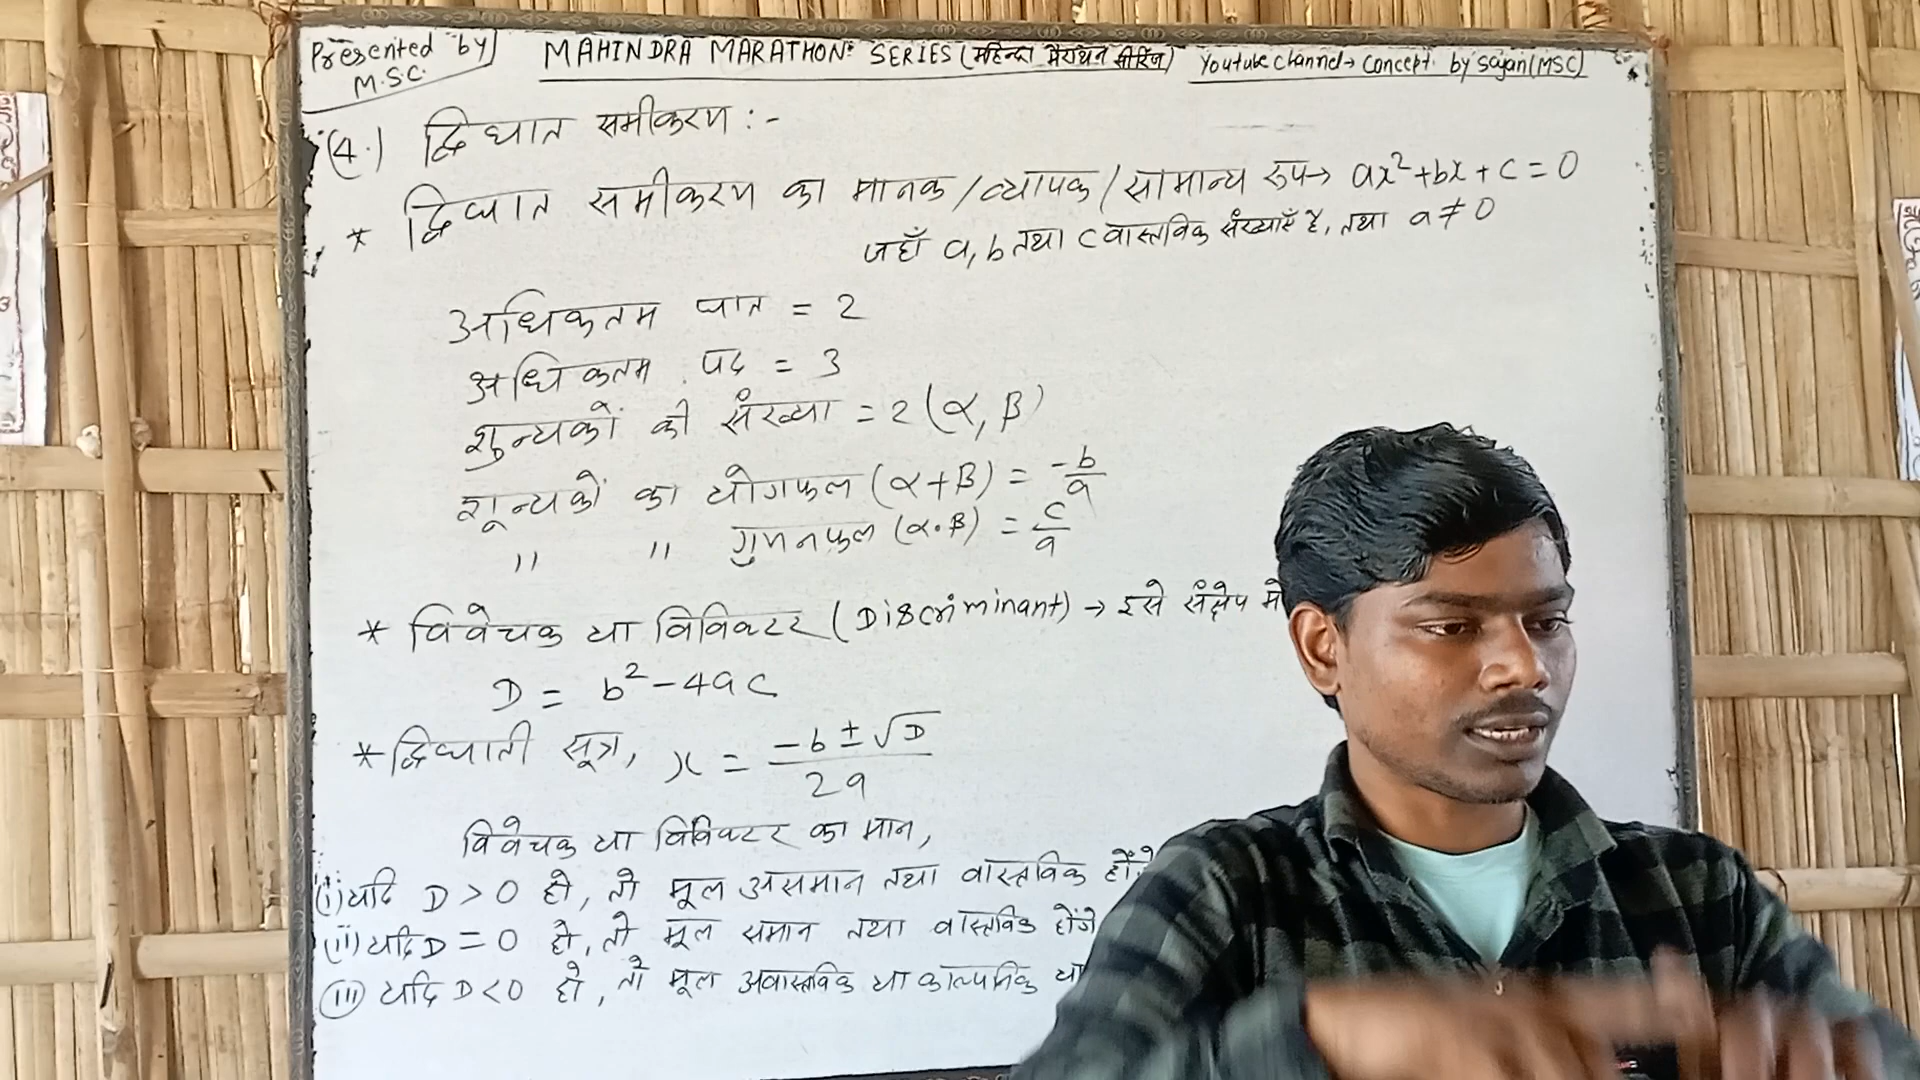 Presented by
M.S.C.
MAHINDRA MARATHON: SERIES (महिन्द्रा मैराथन सीरिज)
Youtube channel → concept by sajan (MSC)
(4.) द्विघात समीकरण :-
* द्विघात समीकरण का मानक / व्यापक / सामान्य रूप → ax²+bx+c=0
जहाँ a, b तथा c वास्तविक संख्याएँ है, तथा a ≠ 0
अधिकतम घात = 2
अधिकतम पद = 3
शुन्यकों की संख्या = 2 (α, β)
शून्यकों का योगफल (α+β) = -b/a
" " गुणनफल (α.β) = c/a
* विवेचक या विविक्टर (Discriminant) → इसे संक्षेप में
D = b²-4ac
* द्विघाती सूत्र, x = (-b ± √D)/2a
विवेचक या विविक्टर का मान,
(i) यदि D > 0 हो, तो मूल असमान तथा वास्तविक होंगे
(ii) यदि D = 0 हो, तो मूल समान तथा वास्तविक होंगे
(iii) यदि D < 0 हो, तो मूल अवास्तविक या काल्पनिक या